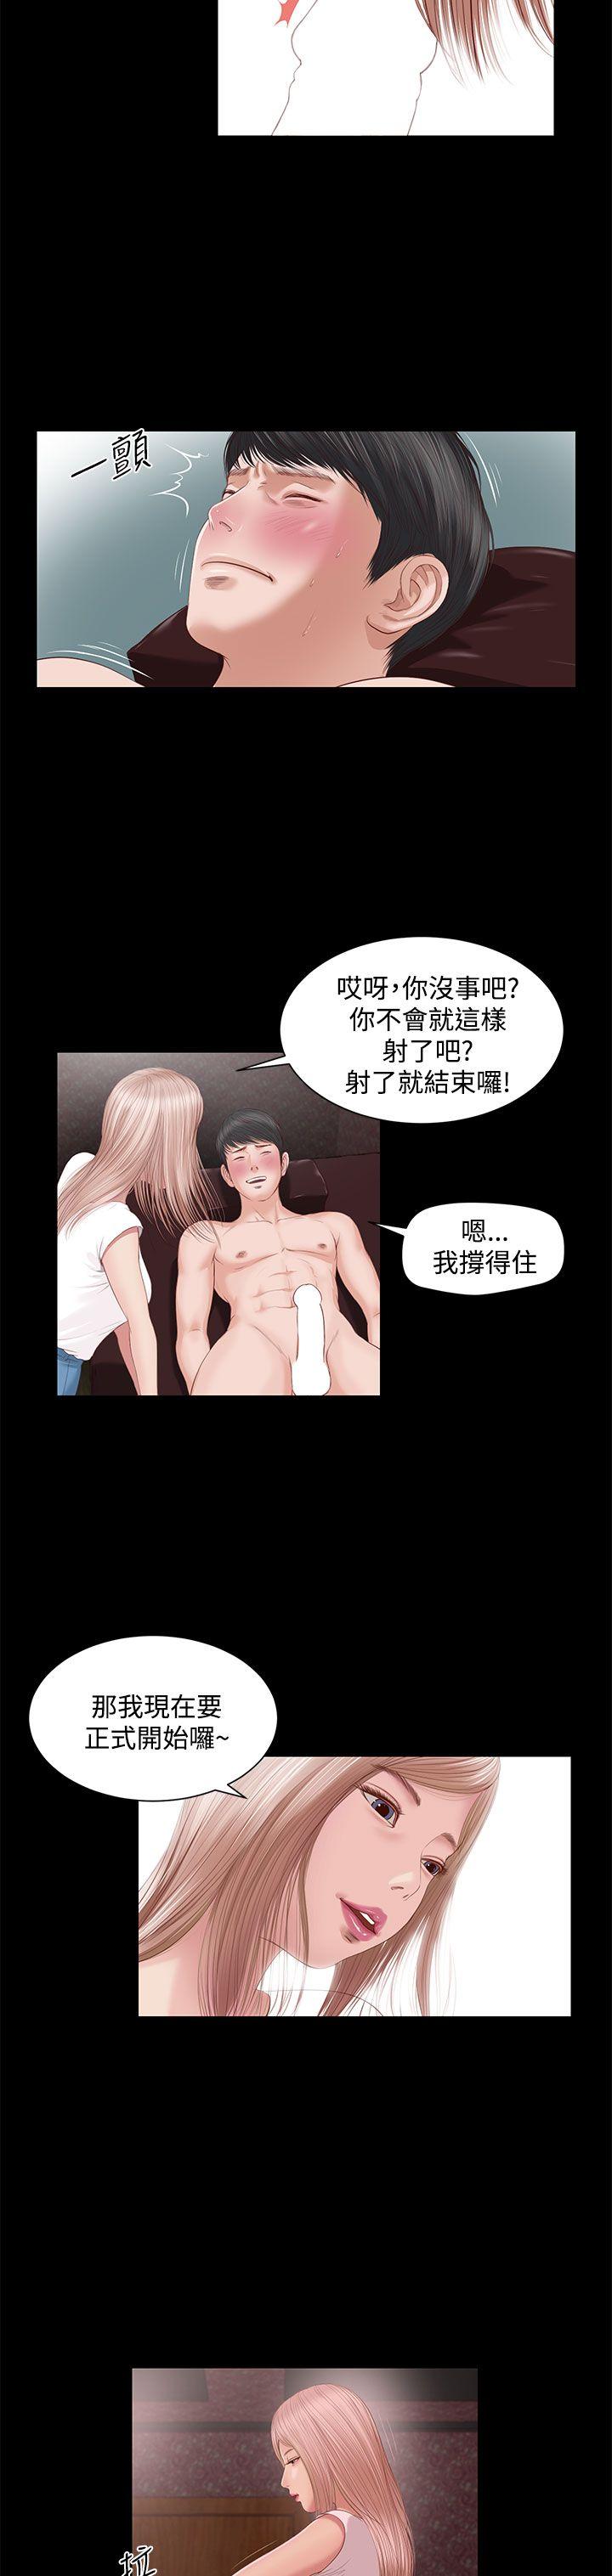 一顫
哎呀,你沒事吧?
你不會就這樣
射了吧?
射了就結束囉!
嗯...
我撐得住
那我現在要
正式開始囉~